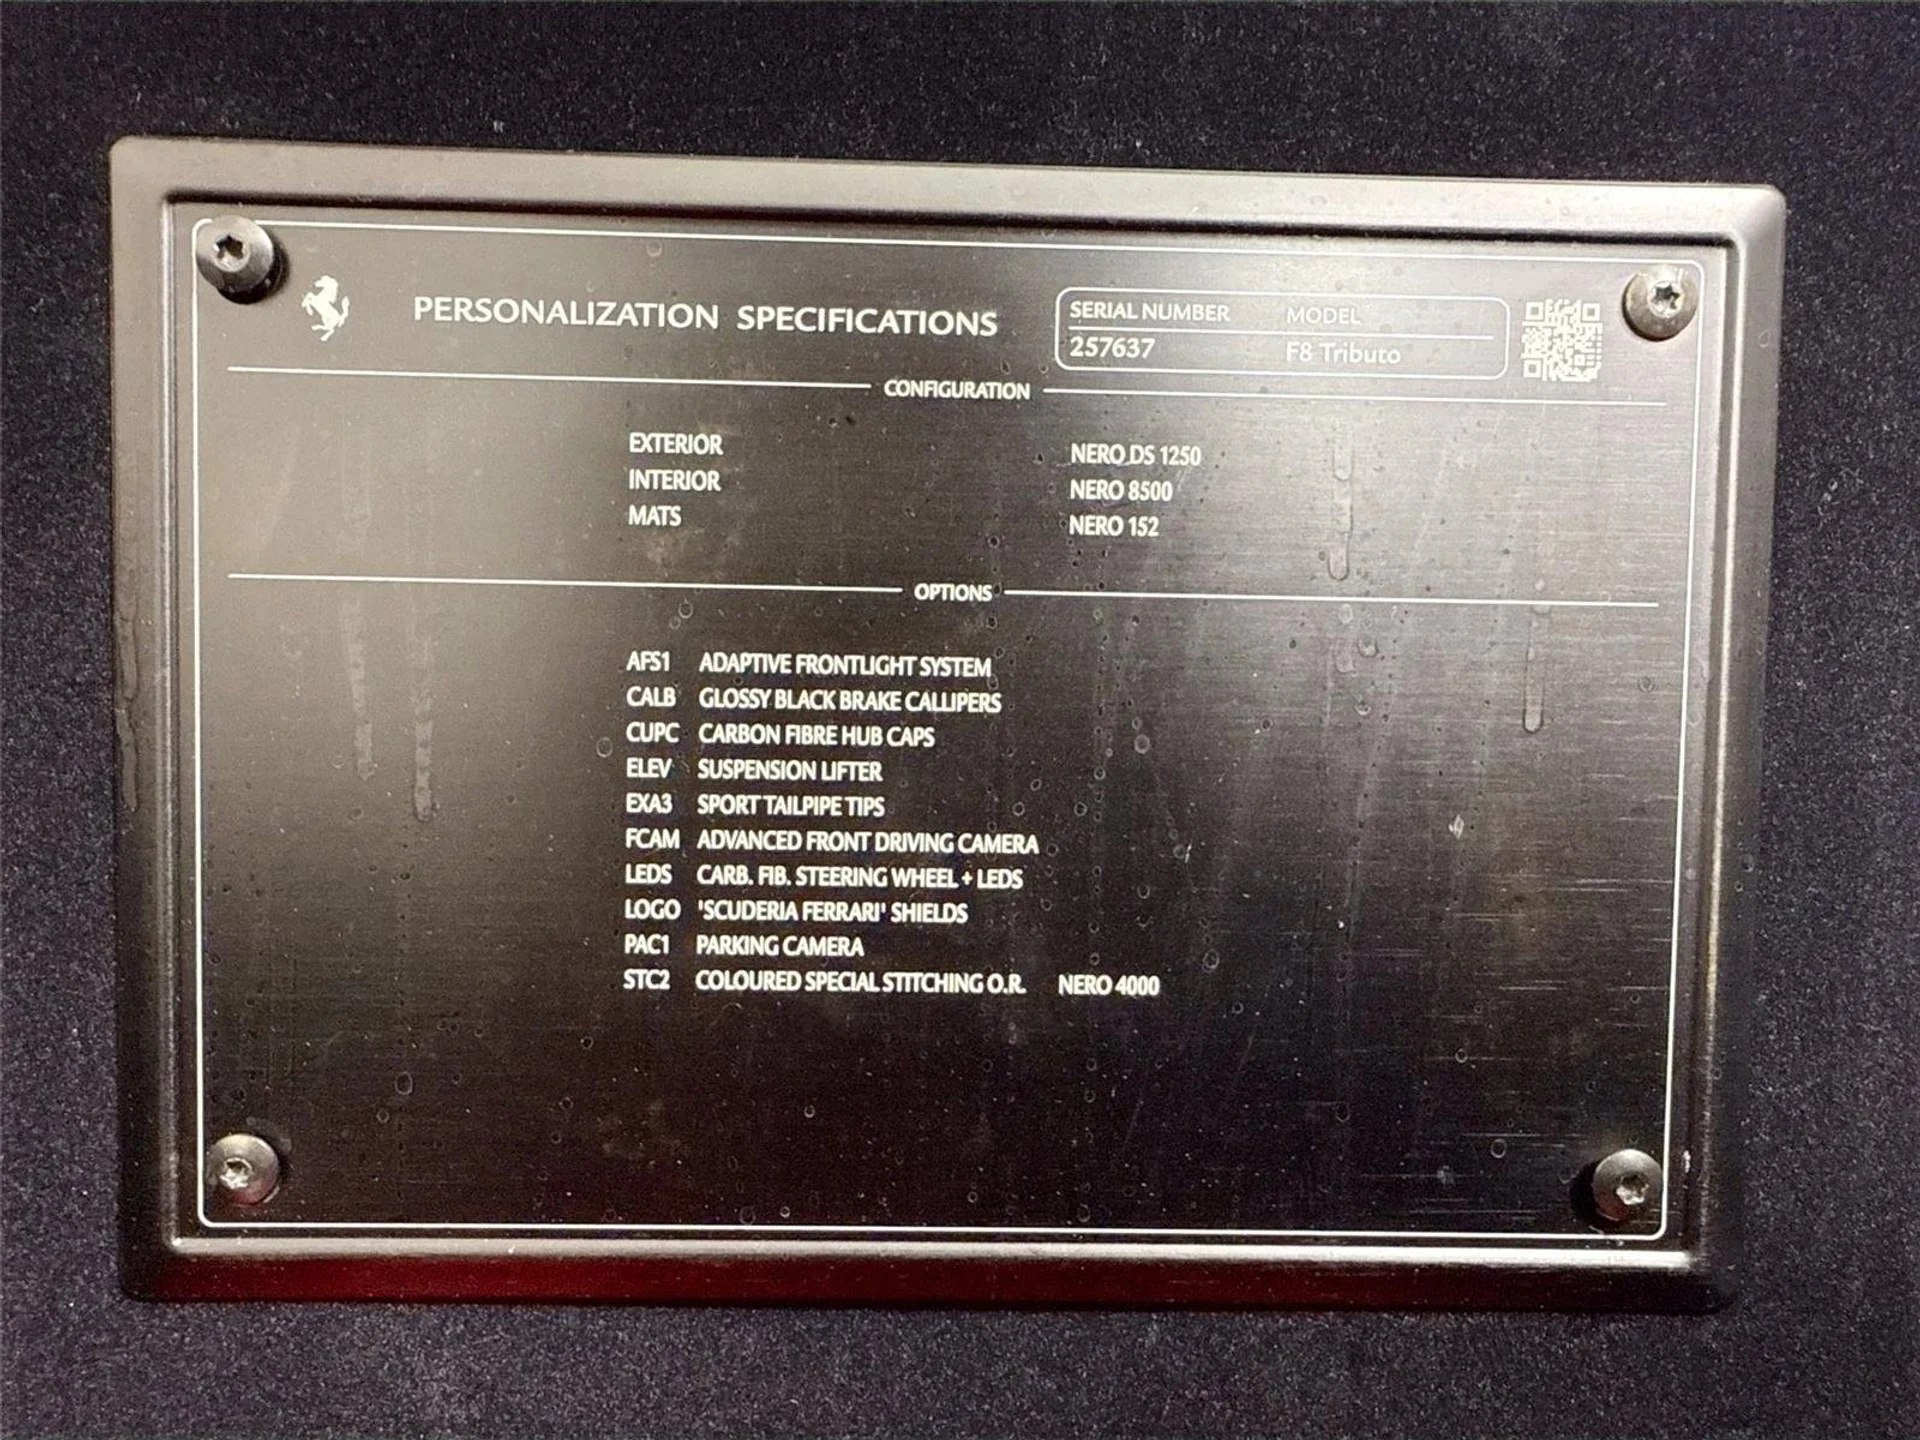 PERSONALIZATION SPECIFICATIONS
SERIAL NUMBER MODEL
257637 F8 Tributo
CONFIGURATION
EXTERIOR NERO DS 1250
INTERIOR NERO 8500
MATS NERO 152
OPTIONS
AFS1 ADAPTIVE FRONTLIGHT SYSTEM
CALB GLOSSY BLACK BRAKE CALLIPERS
CUPC CARBON FIBRE HUB CAPS
ELEV SUSPENSION LIFTER
EXA3 SPORT TAILPIPE TIPS
FCAM ADVANCED FRONT DRIVING CAMERA
LEDS CARB. FIB. STEERING WHEEL + LEDS
LOGO 'SCUDERIA FERRARI' SHIELDS
PAC1 PARKING CAMERA
STC2 COLOURED SPECIAL STITCHING O.R. NERO 4000